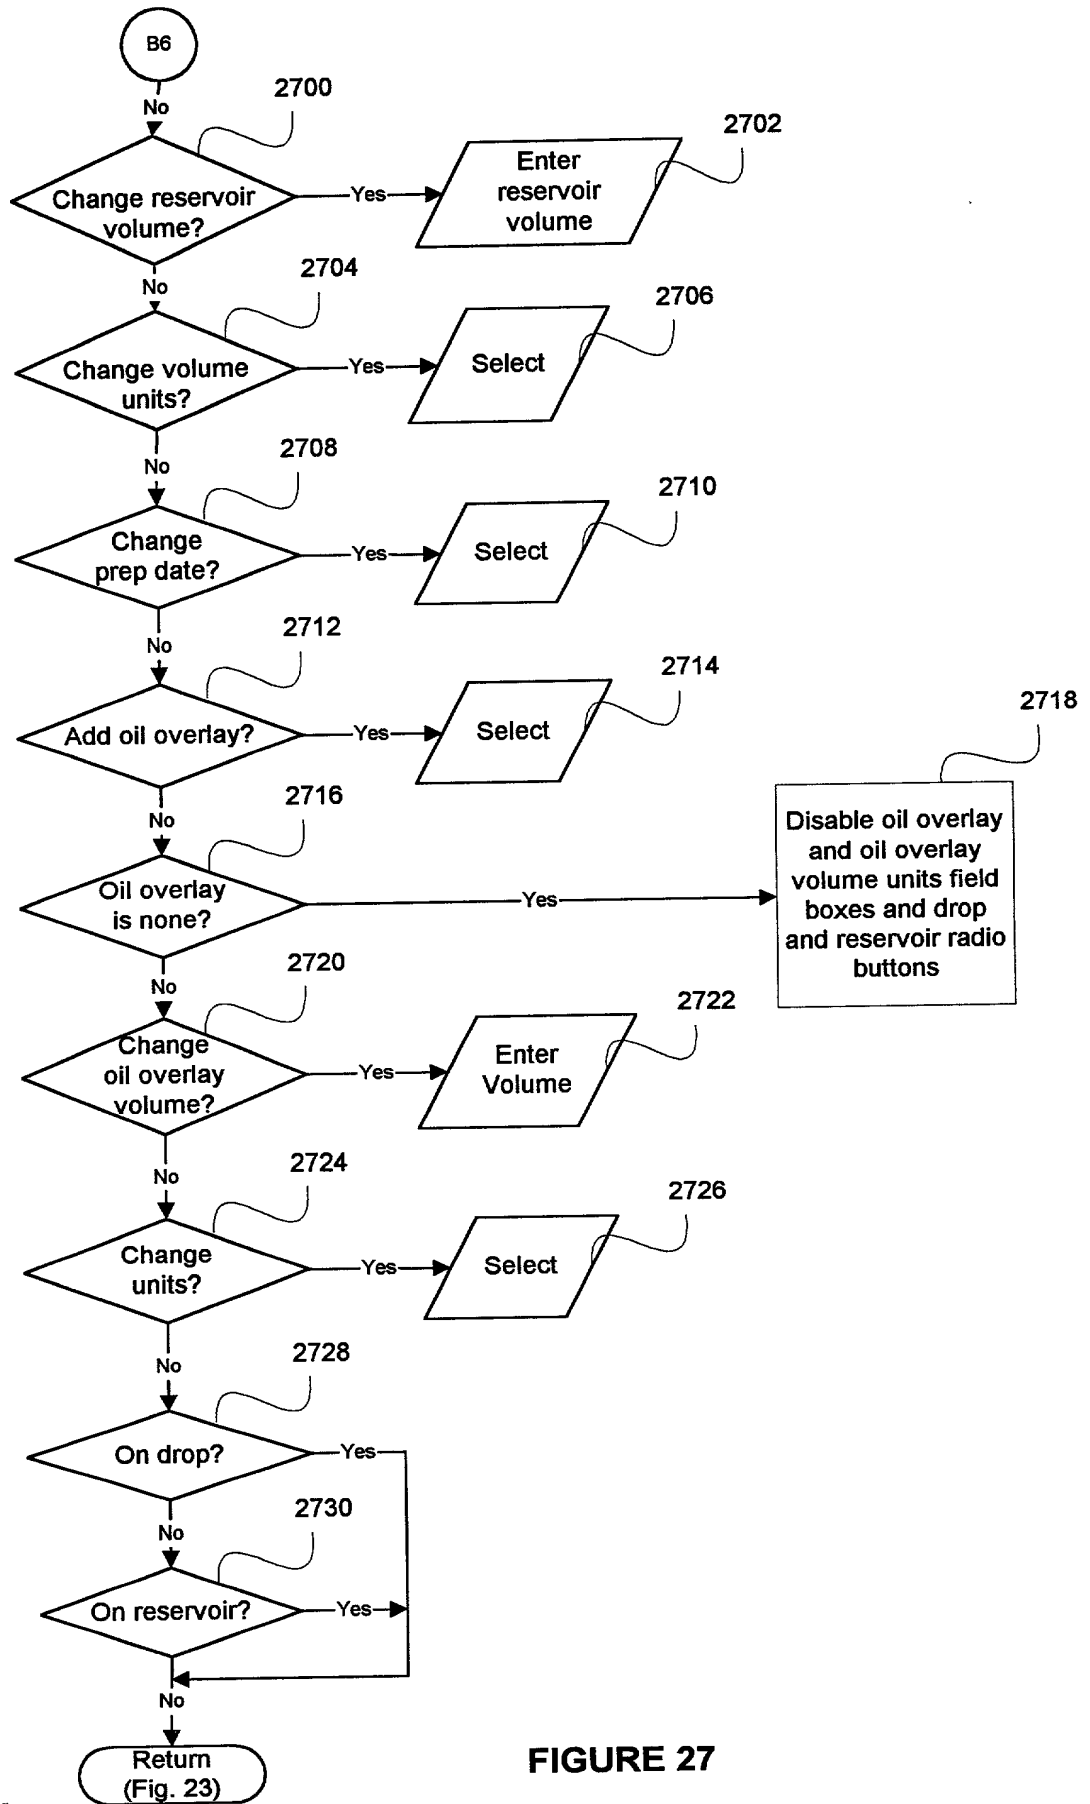 B6
No
2700
Change reservoir
volume?
Yes
Enter
reservoir
volume
2702
No
2704
Change volume
units?
Yes
Select
2706
No
2708
Change
prep date?
Yes
Select
2710
No
2712
Add oil overlay?
Yes
Select
2714
No
2716
Oil overlay
is none?
Yes
2718
Disable oil overlay
and oil overlay
volume units field
boxes and drop
and reservoir radio
buttons
No
2720
Change
oil overlay
volume?
Yes
Enter
Volume
2722
No
2724
Change
units?
Yes
Select
2726
No
2728
On drop?
Yes
No
2730
On reservoir?
Yes
No
Return
(Fig. 23)
FIGURE 27